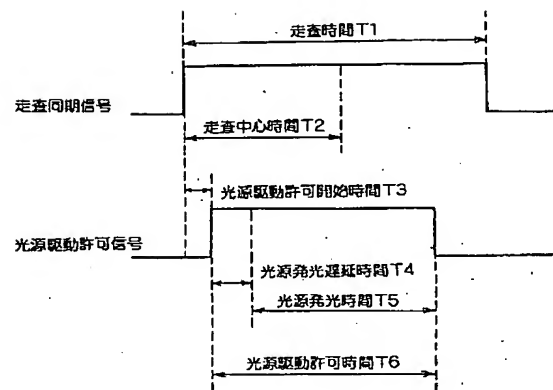 走査時間T1
走査同期信号
走査中心時間T2
光源駆動許可開始時間T3
光源駆動許可信号
光源発光遅延時間T4
光源発光時間T5
光源駆動許可時間T6